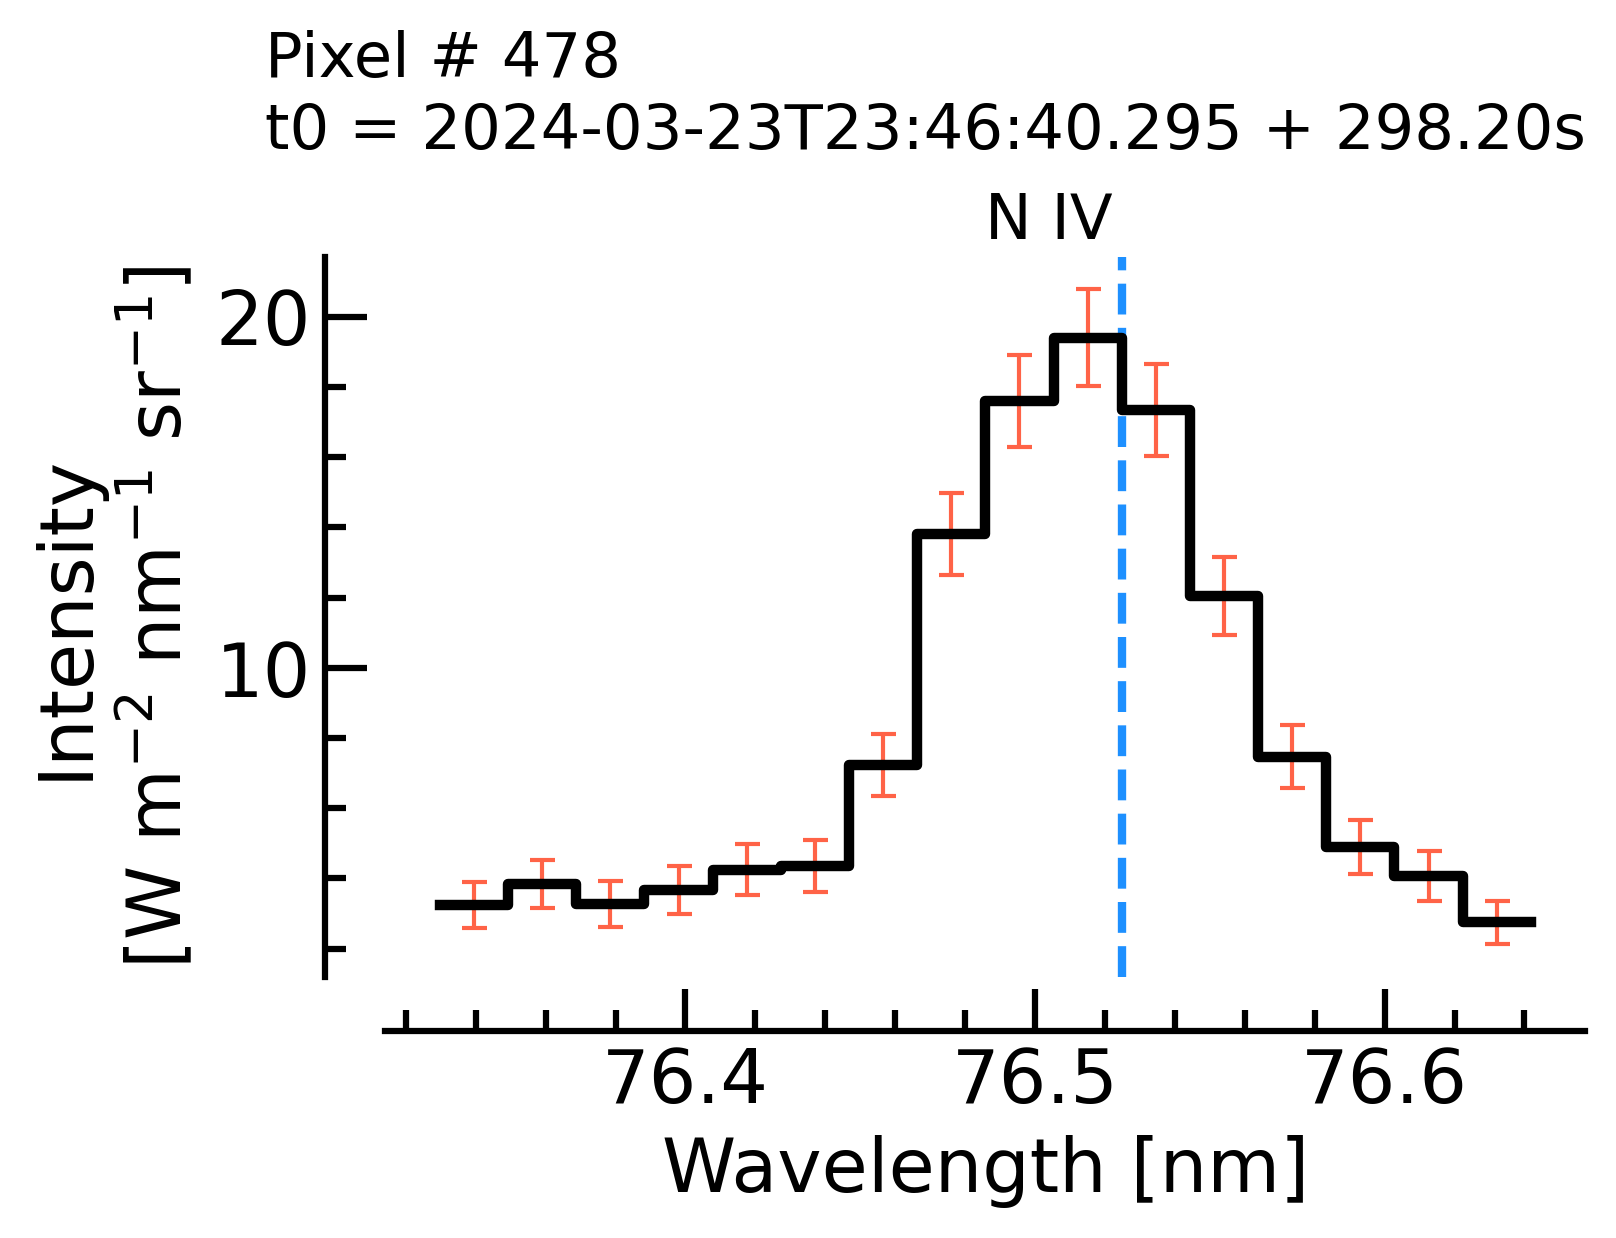 Pixel # 478
t0 = 2024-03-23T23:46:40.295 + 298.20s
N IV
Intensity
[W m⁻² nm⁻¹ sr⁻¹]
20
10
76.4 76.5 76.6
Wavelength [nm]